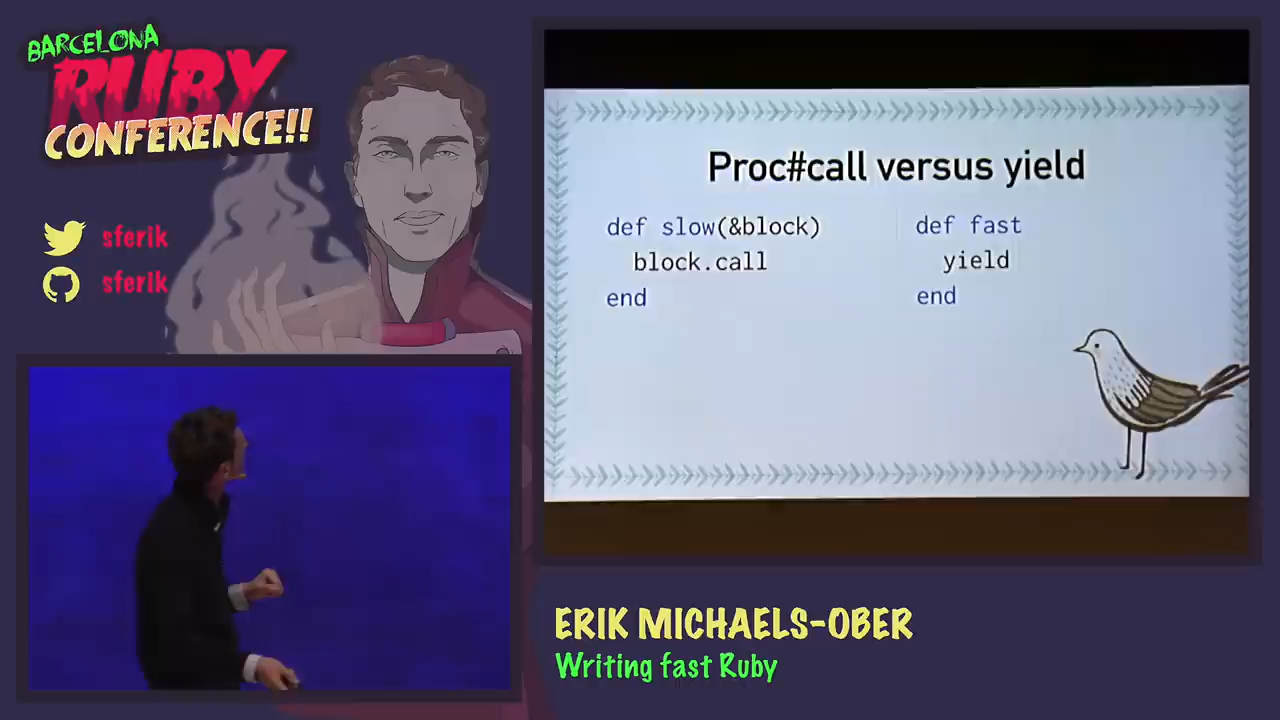 BARCELONA
RUBY
CONFERENCE!!
sferik
sferik
Proc#call versus yield
def slow(&block)
block.call
end
def fast
yield
end
ERIK MICHAELS-OBER
Writing fast Ruby